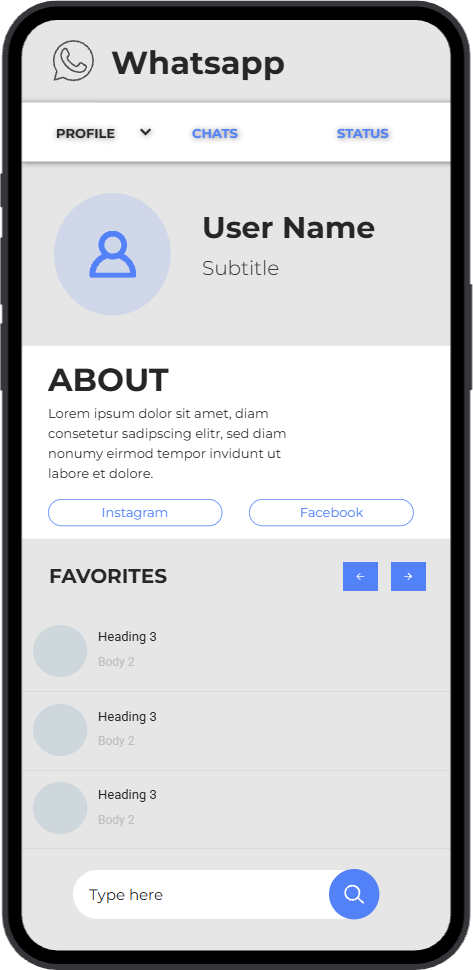 Whatsapp
PROFILE
CHATS
STATUS
User Name
Subtitle
ABOUT
Lorem ipsum dolor sit amet, diam
consetetur sadipscing elitr, sed diam
nonumy eirmod tempor invidunt ut
labore et dolore.
Instagram
Facebook
FAVORITES
Heading 3
Body 2
Heading 3
Body 2
Heading 3
Body 2
Type here